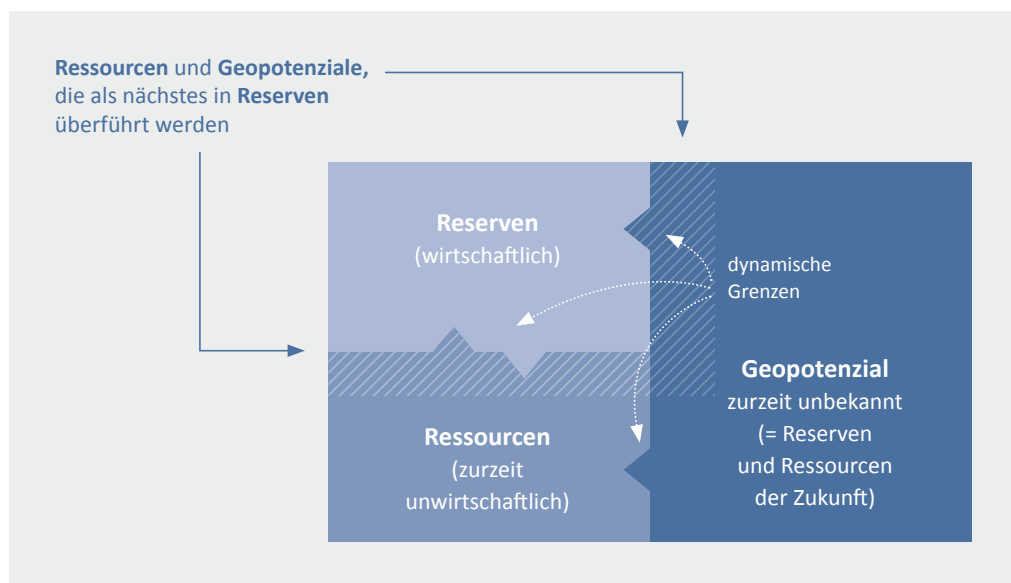 Ressourcen und Geopotenziale,
die als nächstes in Reserven
überführt werden
Reserven
(wirtschaftlich)
dynamische
Grenzen
Geopotenzial
zurzeit unbekannt
(= Reserven
und Ressourcen
der Zukunft)
Ressourcen
(zurzeit
unwirtschaftlich)